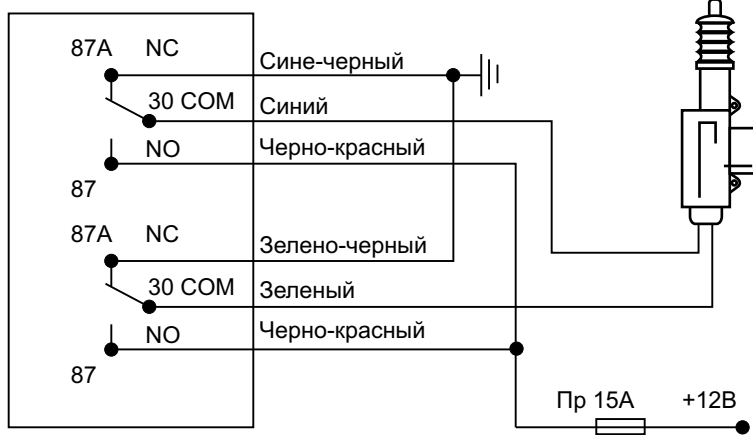 87A NC
Сине-черный
30 COM
Синий
NO
Черно-красный
87
87A NC
Зелено-черный
30 COM
Зеленый
NO
Черно-красный
87
Пр 15А +12В